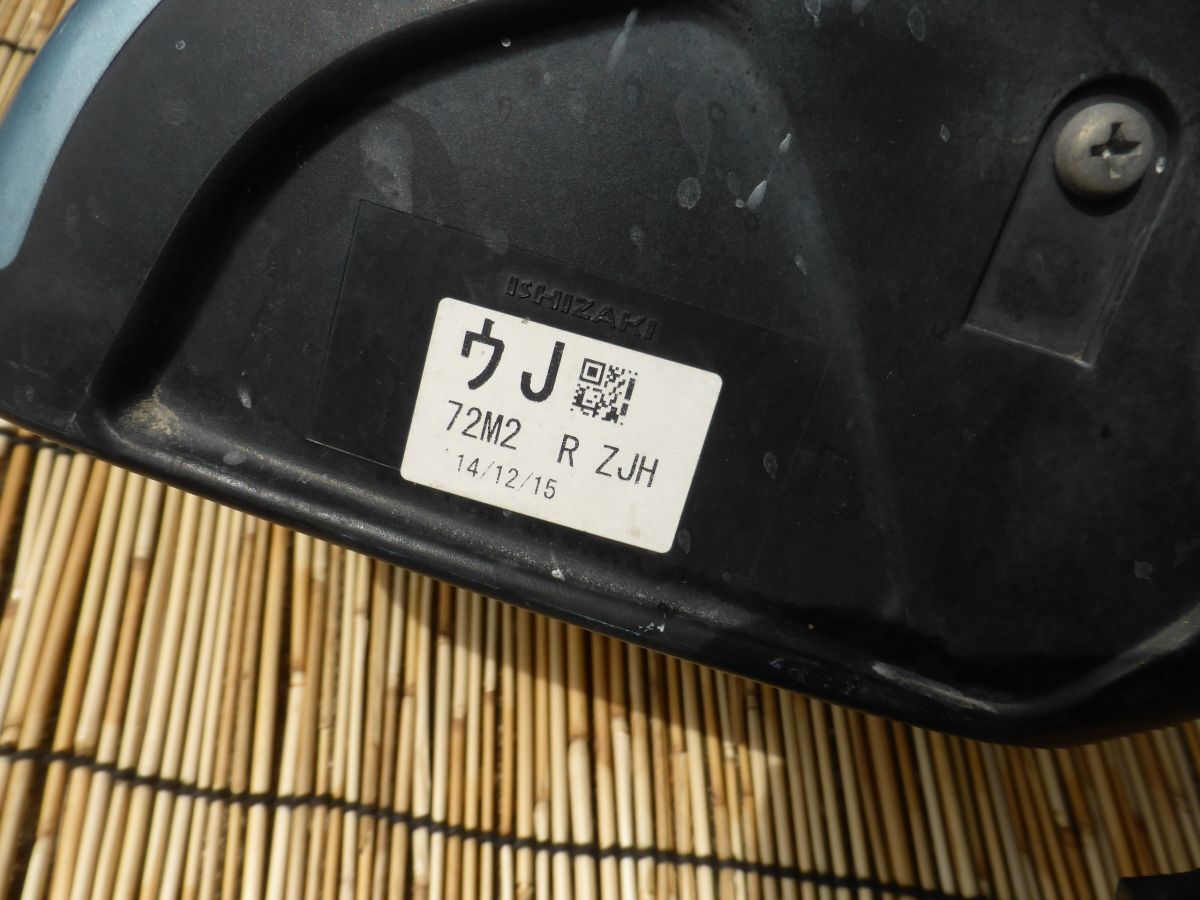 ISHIZAKI
ウJ
72M2 R ZJH
'14/12/15